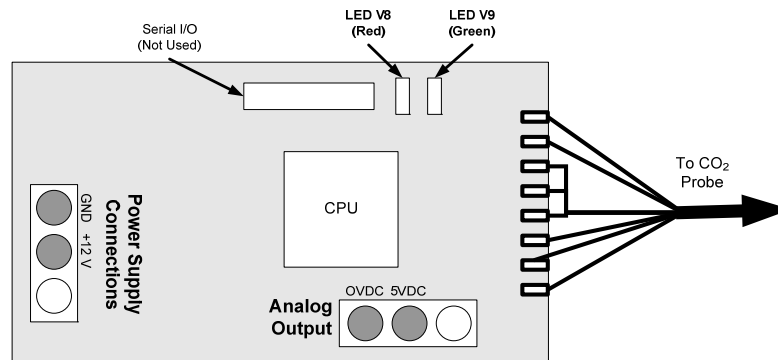 Serial I/O
(Not Used)
LED V8
(Red)
LED V9
(Green)
To CO₂
Probe
CPU
GND +12 V
Power Supply
Connections
OVDC 5VDC
Analog
Output